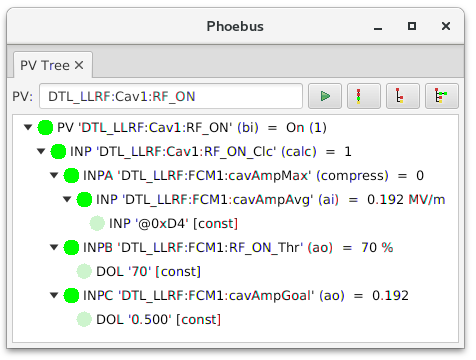 Phoebus
PV Tree
PV: DTL_LLRF:Cav1:RF_ON
PV 'DTL_LLRF:Cav1:RF_ON' (bi) = On (1)
INP 'DTL_LLRF:Cav1:RF_ON_Clc' (calc) = 1
INPA 'DTL_LLRF:FCM1:cavAmpMax' (compress) = 0
INP 'DTL_LLRF:FCM1:cavAmpAvg' (ai) = 0.192 MV/m
INP '@0xD4' [const]
INPB 'DTL_LLRF:FCM1:RF_ON_Thr' (ao) = 70 %
DOL '70' [const]
INPC 'DTL_LLRF:FCM1:cavAmpGoal' (ao) = 0.192
DOL '0.500' [const]